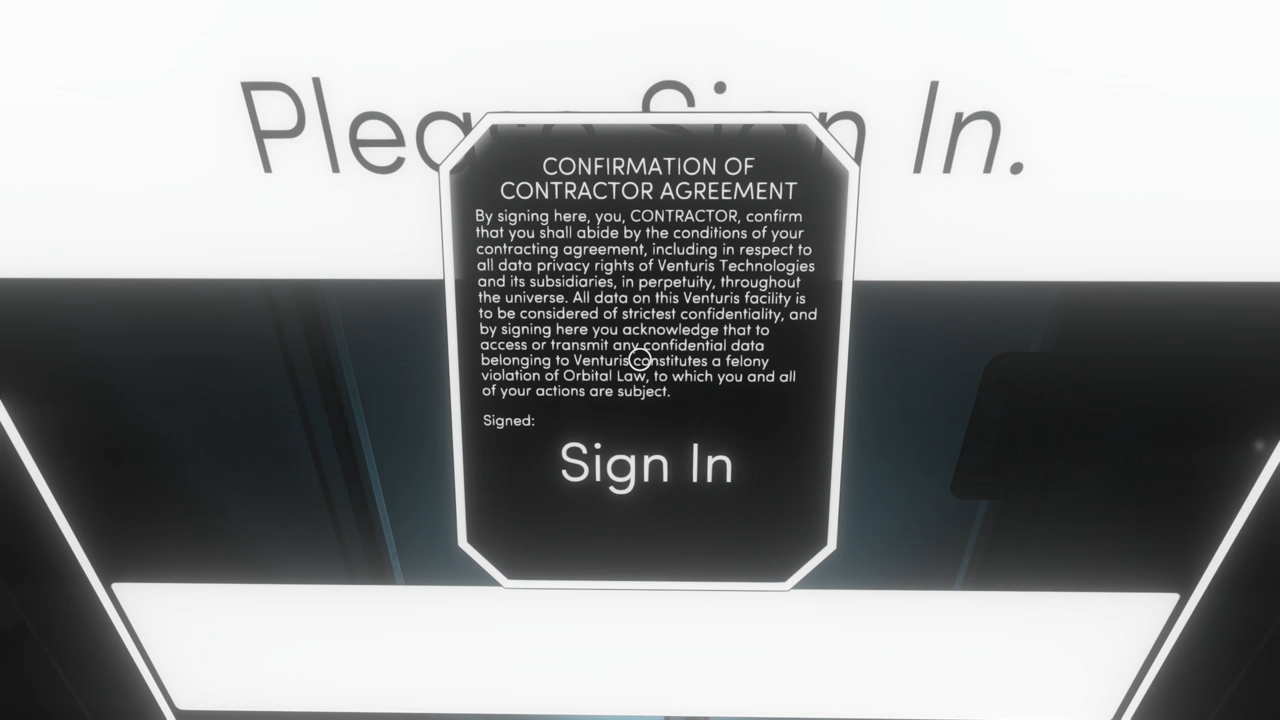 Please Sign In.
CONFIRMATION OF
CONTRACTOR AGREEMENT
By signing here, you, CONTRACTOR, confirm
that you shall abide by the conditions of your
contracting agreement, including in respect to
all data privacy rights of Venturis Technologies
and its subsidiaries, in perpetuity, throughout
the universe. All data on this Venturis facility is
to be considered of strictest confidentiality, and
by signing here you acknowledge that to
access or transmit any confidential data
belonging to Venturis constitutes a felony
violation of Orbital Law, to which you and all
of your actions are subject.
Signed:
Sign In